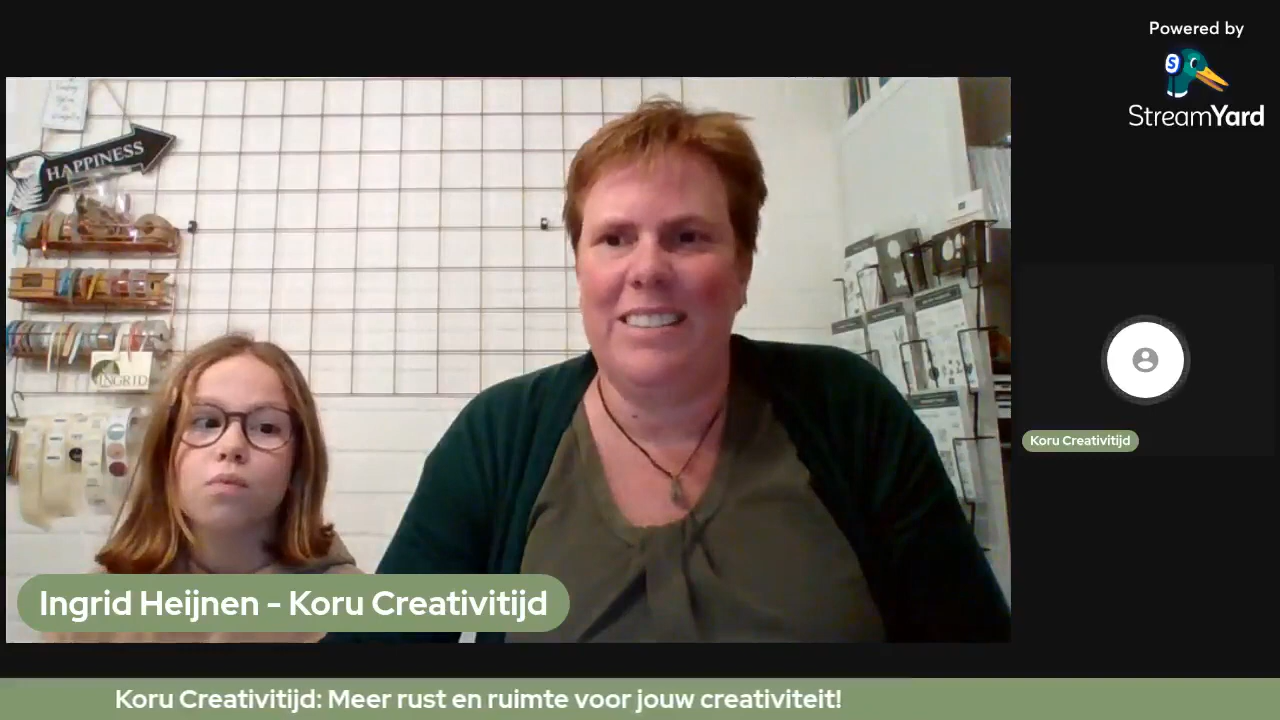 Powered by
S
StreamYard
HAPPINESS
INGRID
Koru Creativitijd
Ingrid Heijnen - Koru Creativitijd
Koru Creativitijd: Meer rust en ruimte voor jouw creativiteit!